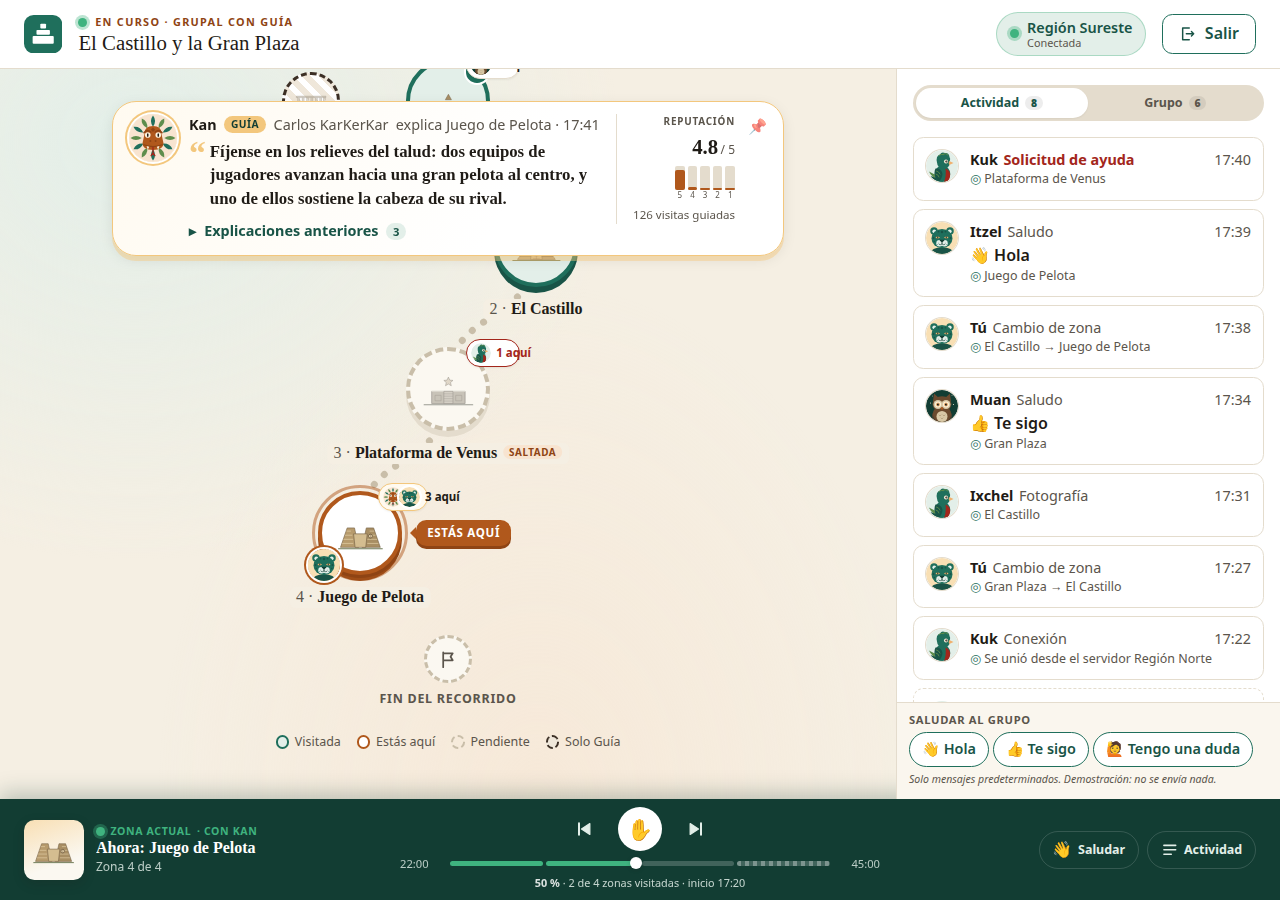 EN CURSO · GRUPAL CON GUÍA
El Castillo y la Gran Plaza
Región Sureste
Conectada
Salir
Kan GUÍA Carlos KarKerKar explica Juego de Pelota · 17:41
“ Fíjense en los relieves del talud: dos equipos de
jugadores avanzan hacia una gran pelota al centro, y
uno de ellos sostiene la cabeza de su rival.
▸ Explicaciones anteriores 3
REPUTACIÓN
4.8 / 5
5 4 3 2 1
126 visitas guiadas
2 · El Castillo
1 aquí
3 · Plataforma de Venus SALTADA
3 aquí
ESTÁS AQUÍ
4 · Juego de Pelota
FIN DEL RECORRIDO
Visitada Estás aquí Pendiente Solo Guía
Actividad 8 Grupo 6
Kuk Solicitud de ayuda 17:40
◎ Plataforma de Venus
Itzel Saludo 17:39
👋 Hola
◎ Juego de Pelota
Tú Cambio de zona 17:38
◎ El Castillo → Juego de Pelota
Muan Saludo 17:34
👍 Te sigo
◎ Gran Plaza
Ixchel Fotografía 17:31
◎ El Castillo
Tú Cambio de zona 17:27
◎ Gran Plaza → El Castillo
Kuk Conexión 17:22
◎ Se unió desde el servidor Región Norte
SALUDAR AL GRUPO
👋 Hola 👍 Te sigo 🙋 Tengo una duda
Solo mensajes predeterminados. Demostración: no se envía nada.
ZONA ACTUAL · CON KAN
Ahora: Juego de Pelota
Zona 4 de 4
22:00 45:00
50 % · 2 de 4 zonas visitadas · inicio 17:20
👋 Saludar Actividad